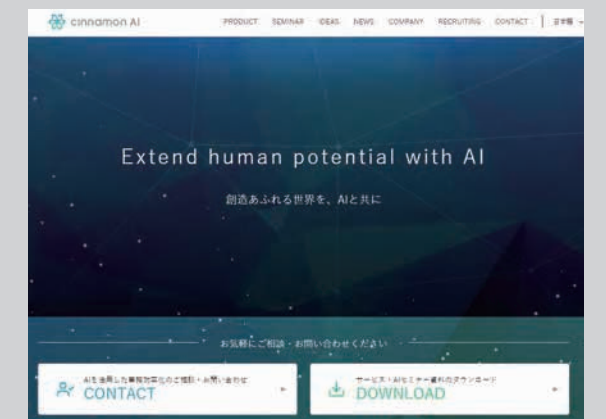 cinnamon AI
PRODUCT SEMINAR IDEAS NEWS COMPANY RECRUITING CONTACT 日本語
Extend human potential with AI
創造あふれる世界を、AIと共に
お気軽にご相談・お問い合わせください
AIを活用した業務効率化のご相談・お問い合わせ
CONTACT
サービス・AIセミナー資料のダウンロード
DOWNLOAD